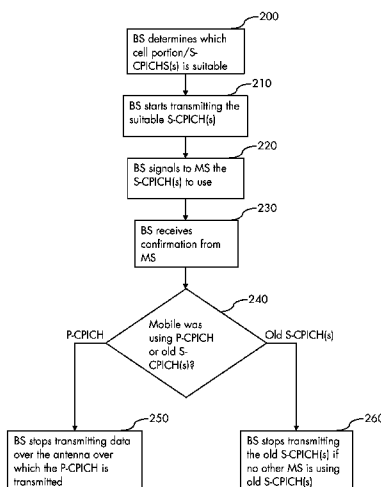 200
BS determines which
cell portion/S-
CPICHS(s) is suitable
210
BS starts transmitting the
suitable S-CPICH(s)
220
BS signals to MS the
S-CPICH(s) to use
230
BS receives
confirmation from
MS
240
Mobile was
using P-CPICH
or old S-
CPICH(s)?
P-CPICH
Old S-CPICH(s)
250
BS stops transmitting data
over the antenna over
which the P-CPICH is
transmitted
260
BS stops transmitting
the old S-CPICH(s) if
no other MS is using
old S-CPICH(s)